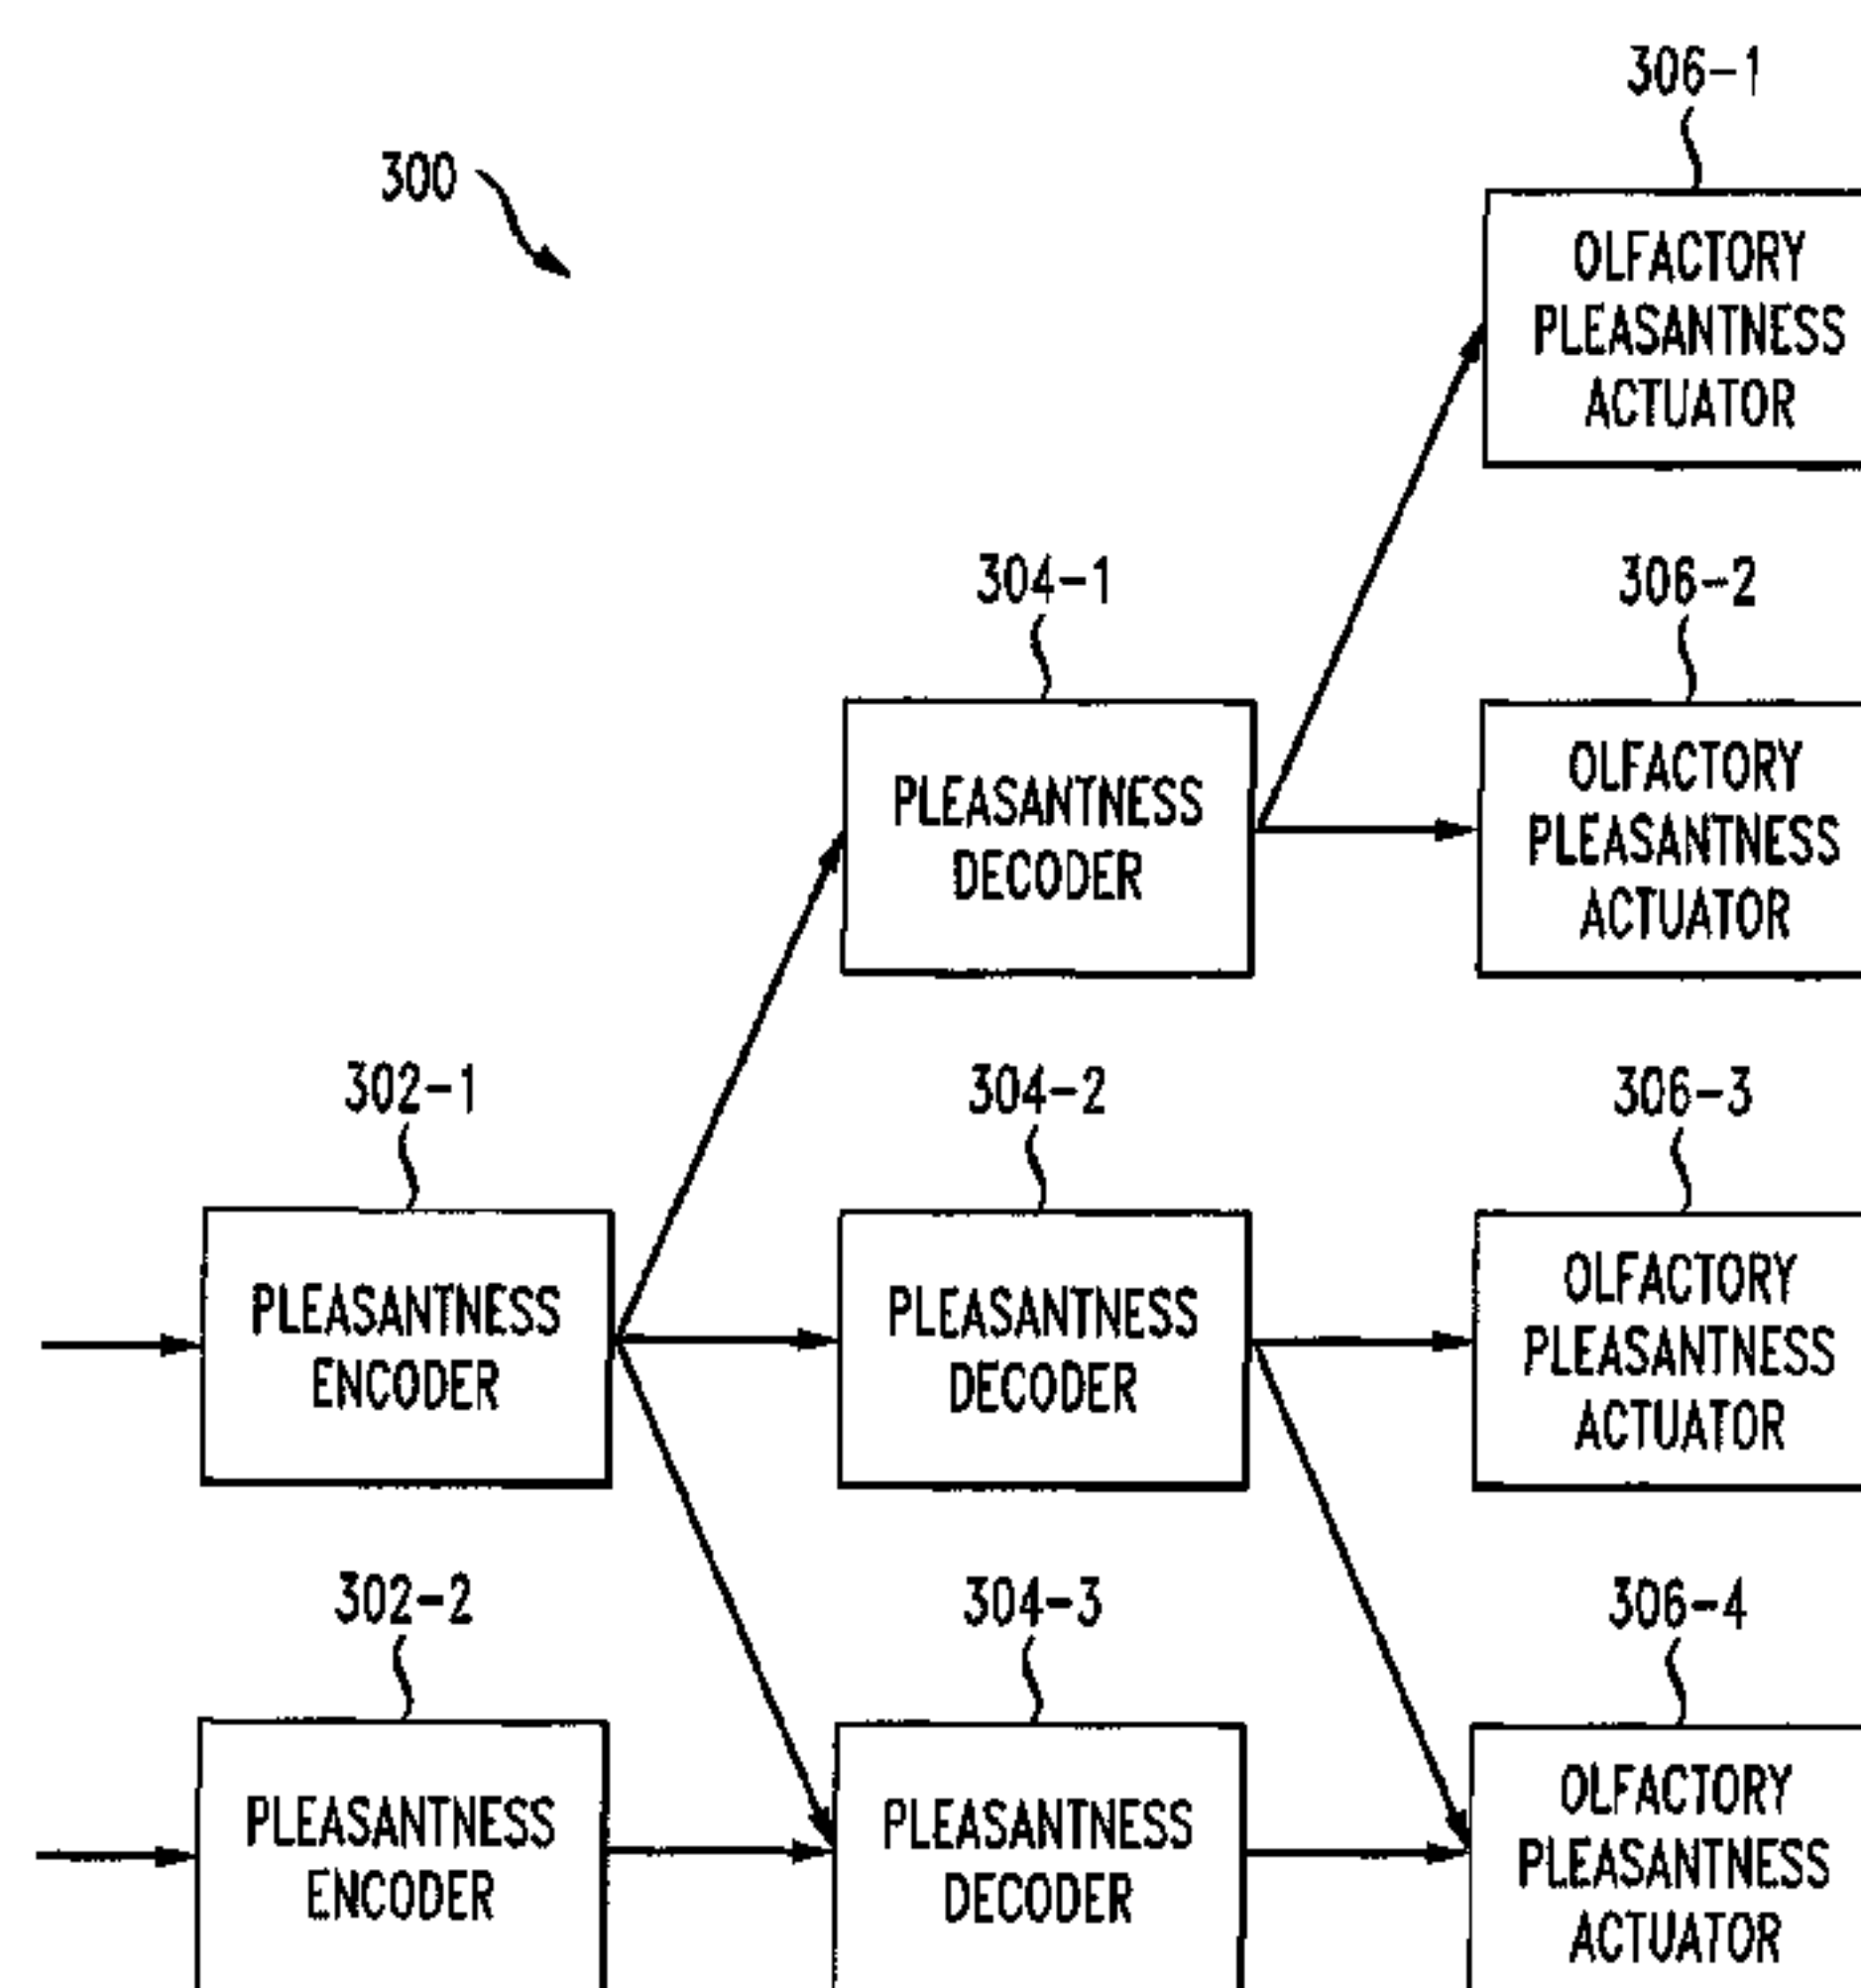 306-1
300
OLFACTORY
PLEASANTNESS
ACTUATOR
304-1
306-2
PLEASANTNESS
DECODER
OLFACTORY
PLEASANTNESS
ACTUATOR
302-1
304-2
306-3
PLEASANTNESS
ENCODER
PLEASANTNESS
DECODER
OLFACTORY
PLEASANTNESS
ACTUATOR
302-2
304-3
306-4
PLEASANTNESS
ENCODER
PLEASANTNESS
DECODER
OLFACTORY
PLEASANTNESS
ACTUATOR